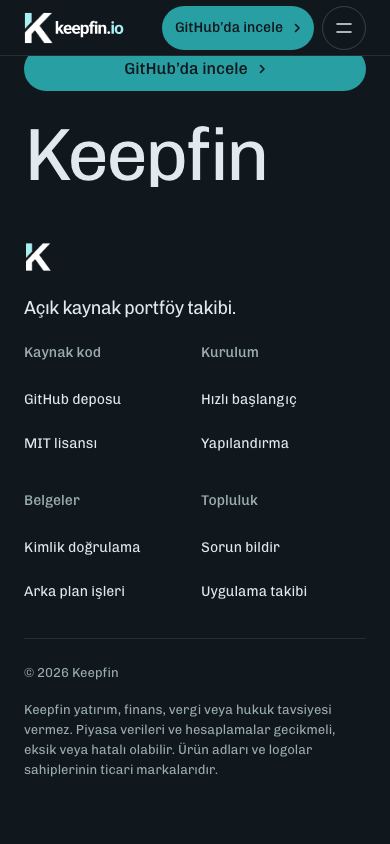 keepfin.io
GitHub'da incele
GitHub'da incele
Keepfin
Açık kaynak portföy takibi.
Kaynak kod
Kurulum
GitHub deposu
Hızlı başlangıç
MIT lisansı
Yapılandırma
Belgeler
Topluluk
Kimlik doğrulama
Sorun bildir
Arka plan işleri
Uygulama takibi
© 2026 Keepfin
Keepfin yatırım, finans, vergi veya hukuk tavsiyesi
vermez. Piyasa verileri ve hesaplamalar gecikmeli,
eksik veya hatalı olabilir. Ürün adları ve logolar
sahiplerinin ticari markalarıdır.